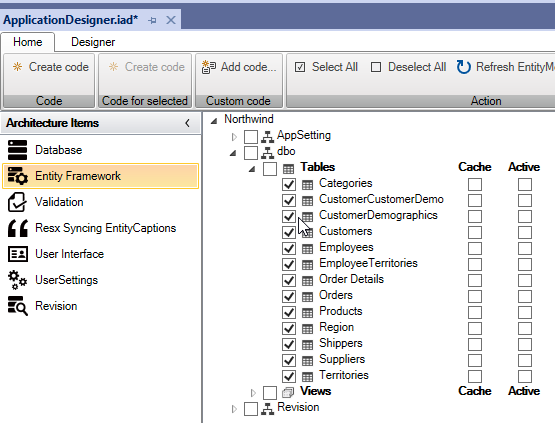 ApplicationDesigner.iad*
Home Designer
Create code Create code Add code... Select All Deselect All Refresh EntityM
Code Code for selected Custom code Action
Architecture Items
Database
Entity Framework
Validation
Resx Syncing EntityCaptions
User Interface
UserSettings
Revision
Northwind
AppSetting
dbo
Tables Cache Active
Categories
CustomerCustomerDemo
CustomerDemographics
Customers
Employees
EmployeeTerritories
Order Details
Orders
Products
Region
Shippers
Suppliers
Territories
Views Cache Active
Revision